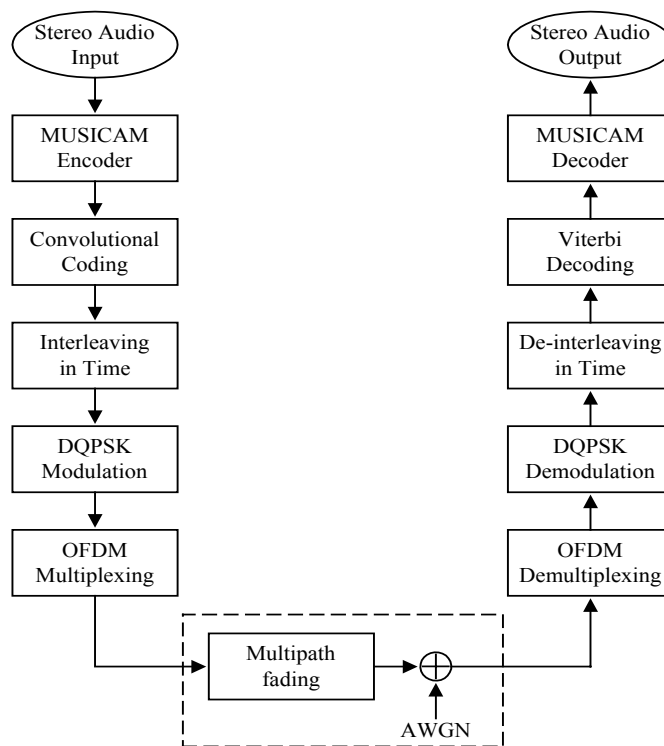 Stereo Audio
Input
MUSICAM
Encoder
Convolutional
Coding
Interleaving
in Time
DQPSK
Modulation
OFDM
Multiplexing
Multipath
fading
AWGN
Stereo Audio
Output
MUSICAM
Decoder
Viterbi
Decoding
De-interleaving
in Time
DQPSK
Demodulation
OFDM
Demultiplexing